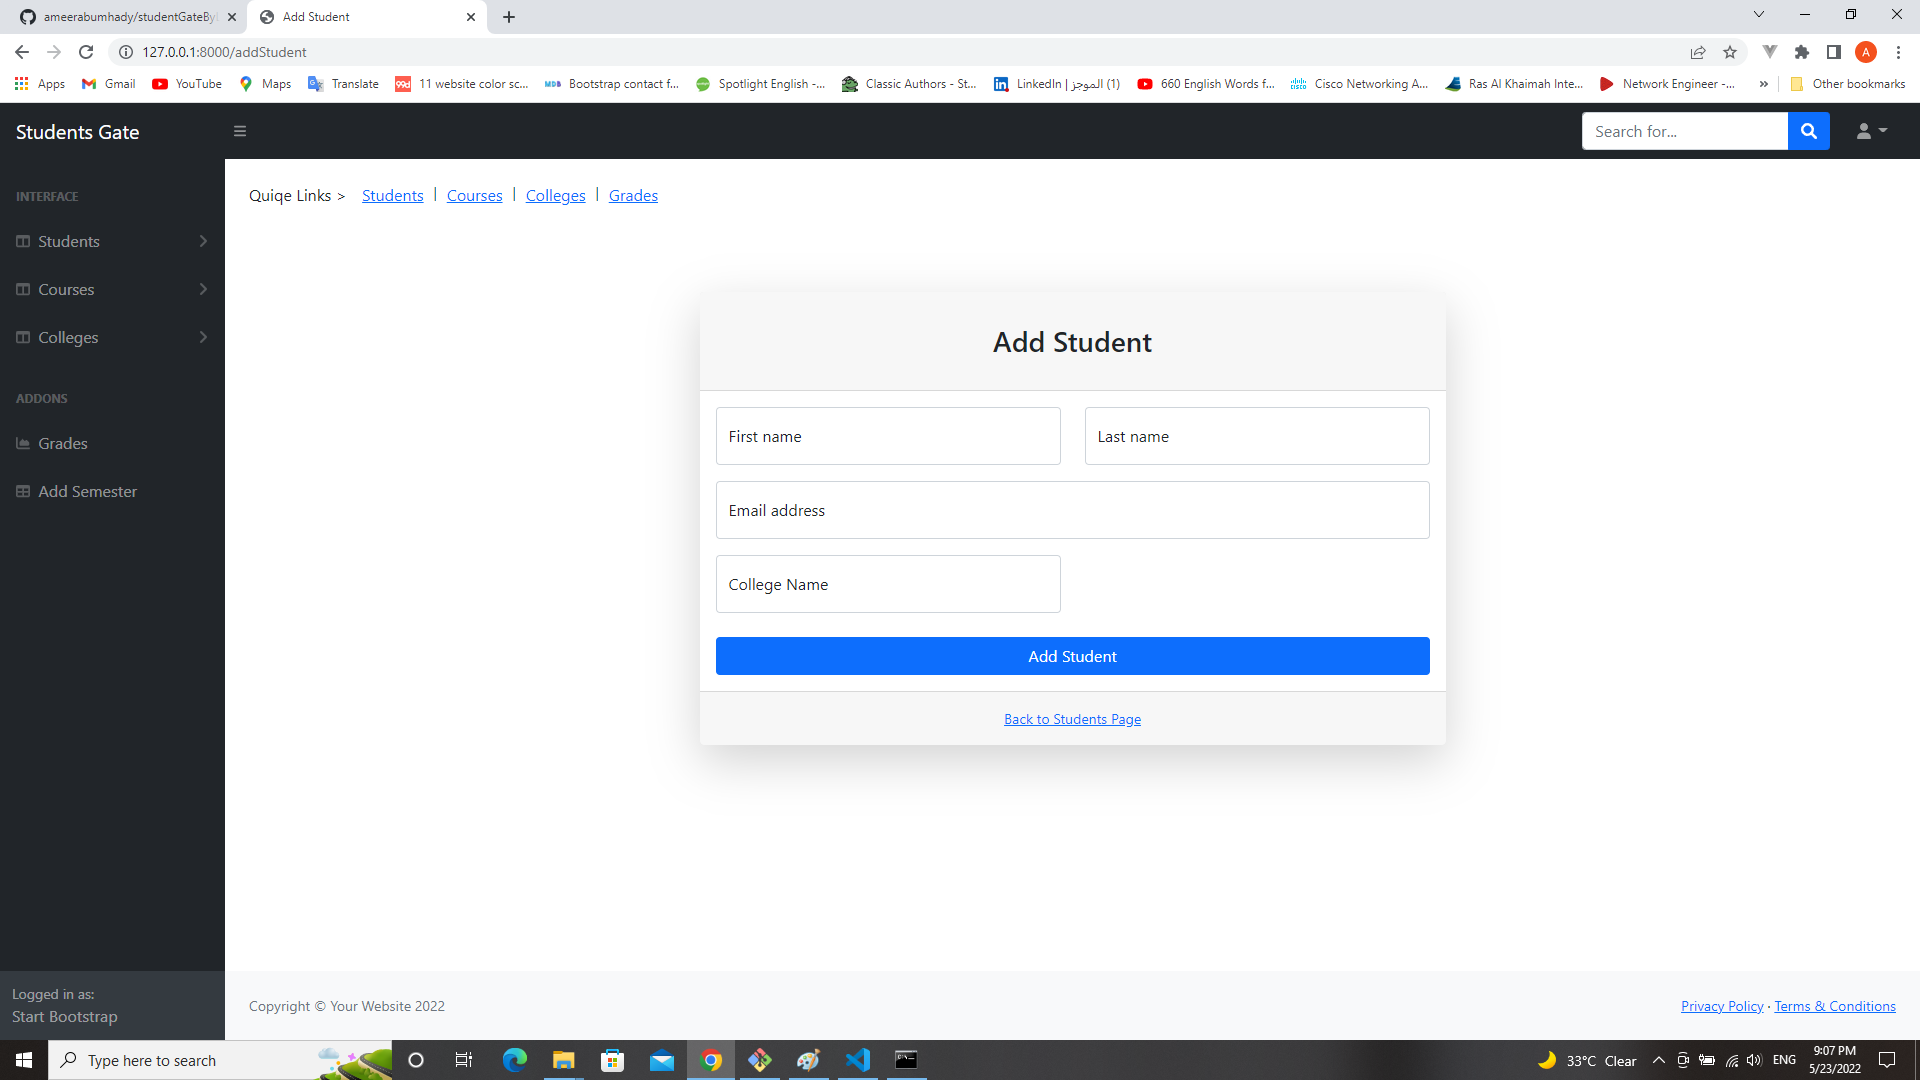 ameerabumhady/studentGateBy
Add Student
127.0.0.1:8000/addStudent
A
Apps
Gmail
YouTube
Maps
Translate
99d
11 website color sc...
MDB
Bootstrap contact f...
Spotlight English -...
Classic Authors - St...
LinkedIn | الموجز (1)
660 English Words f...
Cisco Networking A...
Ras Al Khaimah Inte...
Network Engineer -...
»
Other bookmarks
Students Gate
Search for...
INTERFACE
Students
Courses
Colleges
ADDONS
Grades
Add Semester
Quiqe Links > Students | Courses | Colleges | Grades
Add Student
First name
Last name
Email address
College Name
Add Student
Back to Students Page
Logged in as:
Start Bootstrap
Copyright © Your Website 2022
Privacy Policy · Terms & Conditions
Type here to search
33°C Clear
ENG
9:07 PM
5/23/2022